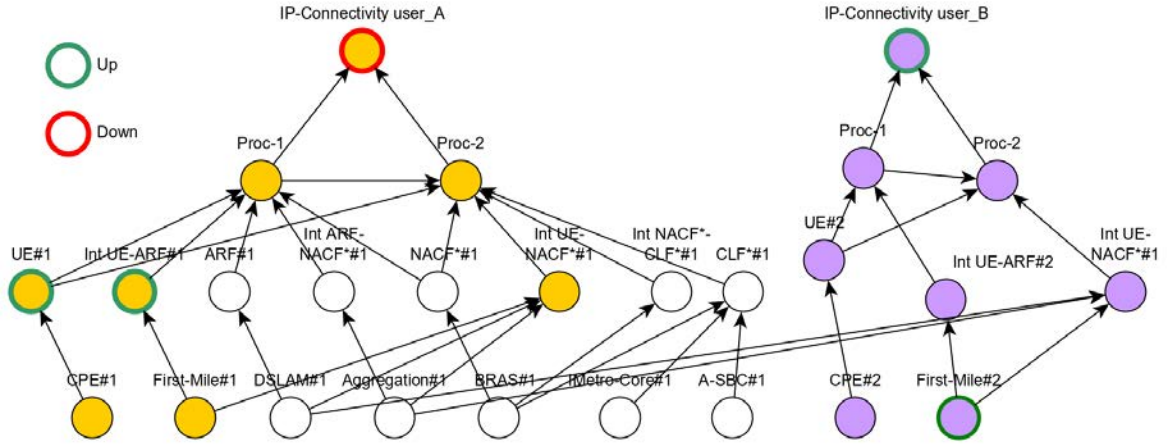 IP-Connectivity user_A
IP-Connectivity user_B
Up
Down
Proc-1
Proc-2
Proc-1
Proc-2
UE#1
Int UE-ARF#1
ARF#1
Int ARF-
NACF*#1
NACF*#1
Int UE-
NACF*#1
Int NACF*-
CLF*#1
CLF*#1
UE#2
Int UE-ARF#2
Int UE-
NACF*#1
CPE#1
First-Mile#1
DSLAM#1
Aggregation#1
BRAS#1
IMetro-Core#1
A-SBC#1
CPE#2
First-Mile#2